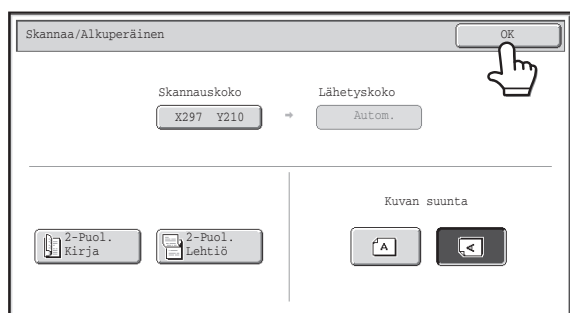 Skannaa/Alkuperäinen
OK
Skannauskoko
Lähetyskoko
X297 Y210
Autom.
Kuvan suunta
2-Puol.
Kirja
2-Puol.
Lehtiö
A
A